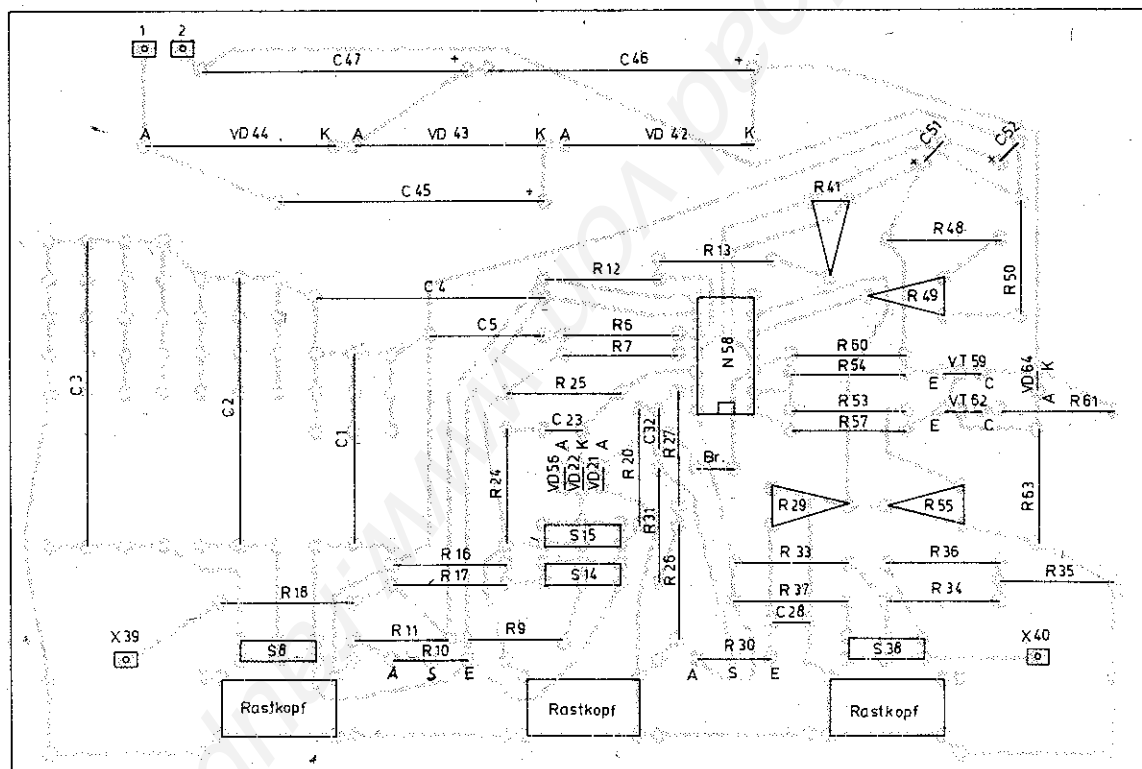 1 2
C47 + C46 +
A VD44 K A VD43 K A VD42 K
C51 C52
× ×
C45 +
R41
R48
R13
R50
R12
C4
R49
C3
C2
C1
C5 R6
R7
N58
R60
R54 VT59
E C
VD64 K A
R25
R53 VT62 R61
R57 E C
C23
VD56 A
VD22 K
VD21 A
R24
R20
C32
R27
Br.
R31
R26
R29
R55
R63
S15
S14
R16
R17
R33 R36
R35
R18
R37 R34
C28
X39
S8
R11 R9
R10
A S E
R30
A S E
S38
X40
Rastkopf Rastkopf Rastkopf